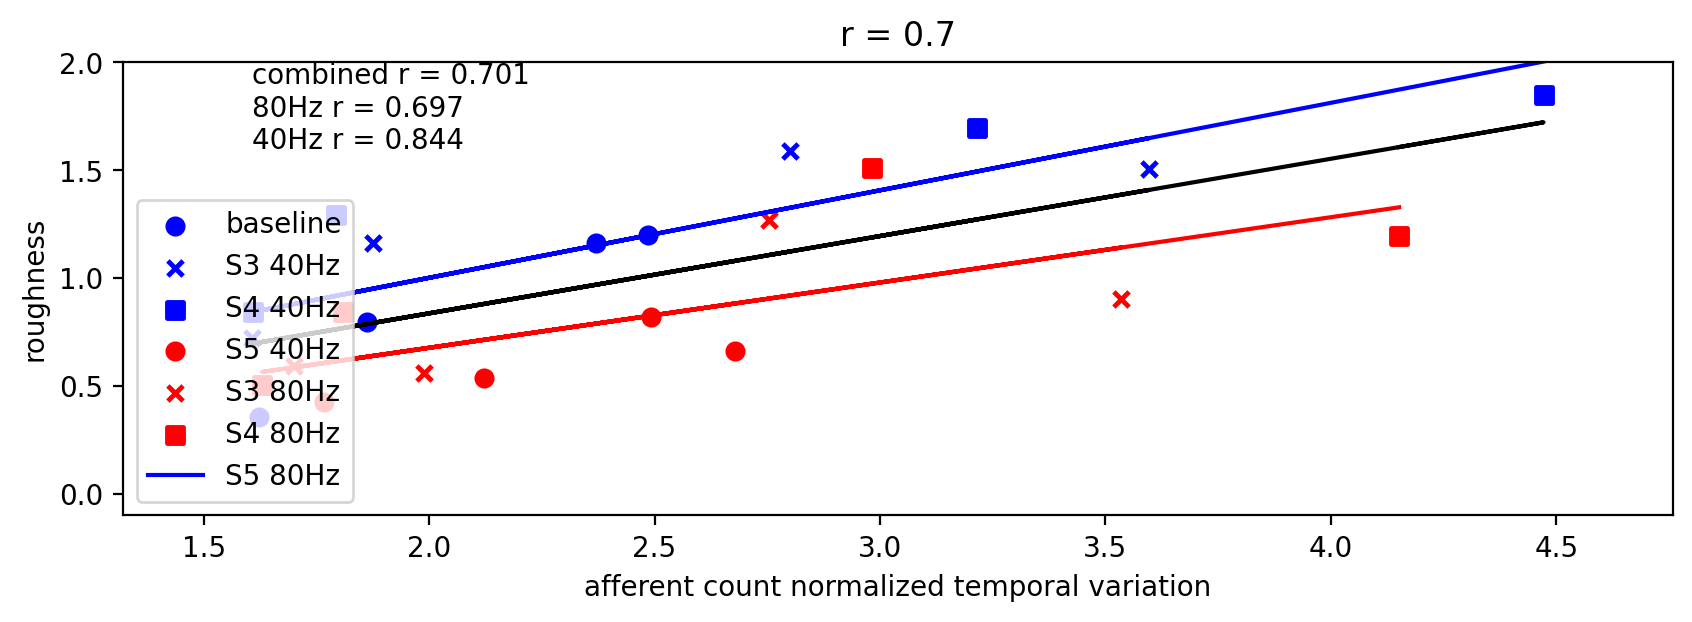 r = 0.7
combined r = 0.701
80Hz r = 0.697
40Hz r = 0.844
roughness
2.0
1.5
1.0
0.5
0.0
baseline
S3 40Hz
S4 40Hz
S5 40Hz
S3 80Hz
S4 80Hz
S5 80Hz
1.5 2.0 2.5 3.0 3.5 4.0 4.5
afferent count normalized temporal variation